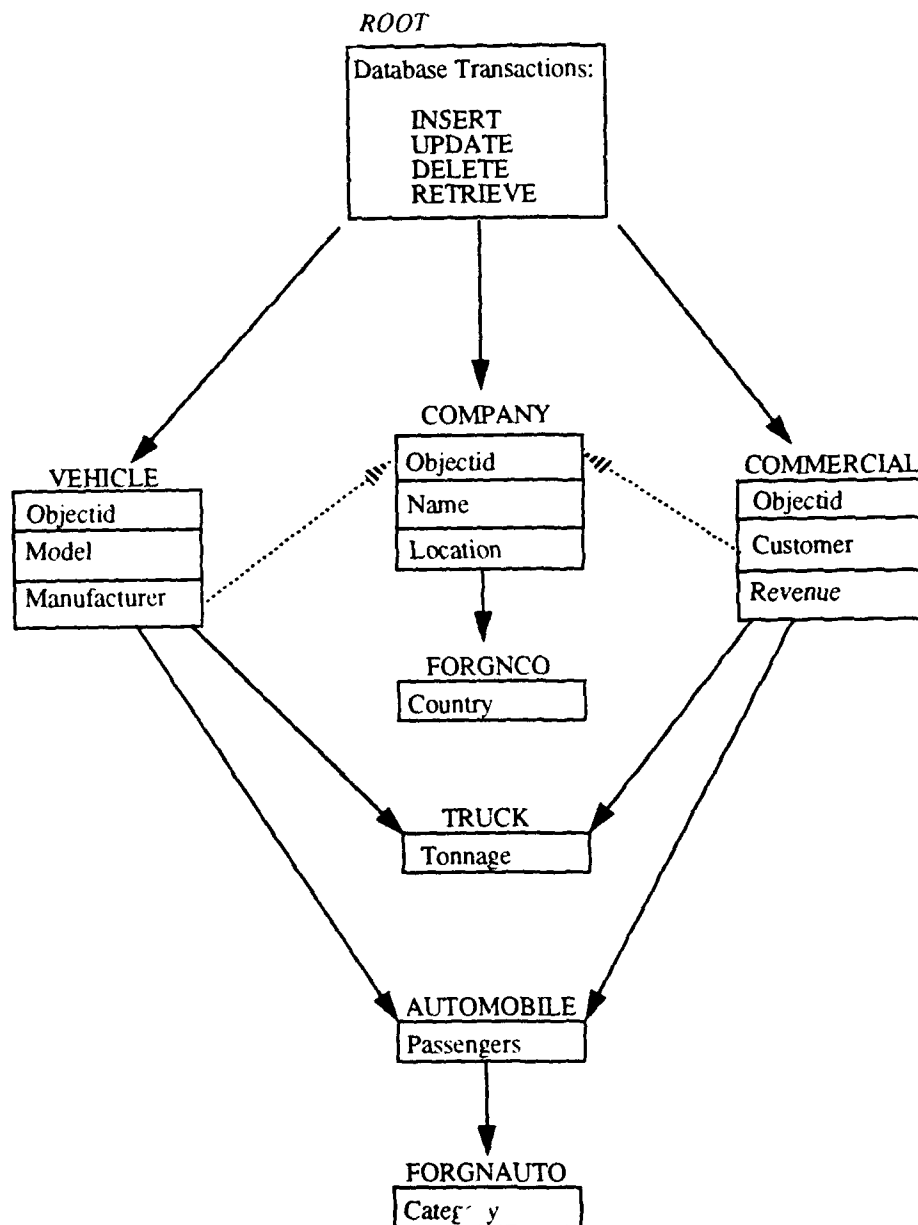 ROOT
Database Transactions:
INSERT
UPDATE
DELETE
RETRIEVE
COMPANY
Objectid
Name
Location
VEHICLE
Objectid
Model
Manufacturer
COMMERCIAL
Objectid
Customer
Revenue
FORGNCO
Country
TRUCK
Tonnage
AUTOMOBILE
Passengers
FORGNAUTO